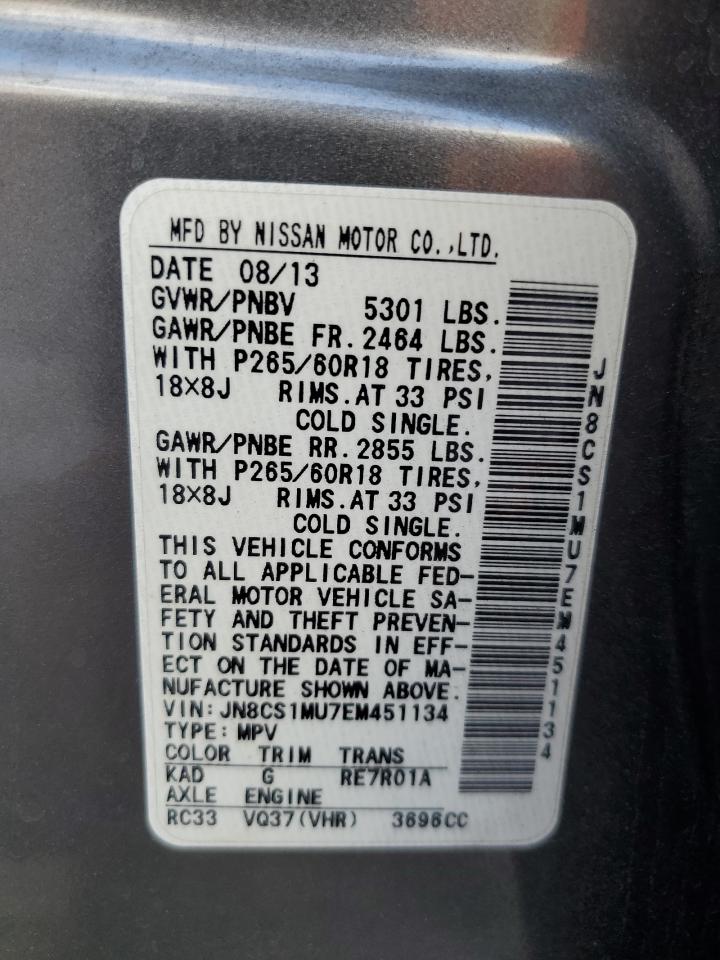 MFD BY NISSAN MOTOR CO.,LTD.
DATE 08/13
GVWR/PNBV 5301 LBS.
GAWR/PNBE FR. 2464 LBS.
WITH P265/60R18 TIRES,
18X8J RIMS.AT 33 PSI
COLD SINGLE.
GAWR/PNBE RR. 2855 LBS.
WITH P265/60R18 TIRES,
18X8J RIMS.AT 33 PSI
COLD SINGLE.
THIS VEHICLE CONFORMS
TO ALL APPLICABLE FED-
ERAL MOTOR VEHICLE SA-
FETY AND THEFT PREVEN-
TION STANDARDS IN EFF-
ECT ON THE DATE OF MA-
NUFACTURE SHOWN ABOVE.
VIN: JN8CS1MU7EM451134
TYPE: MPV
COLOR TRIM TRANS
KAD G RE7R01A
AXLE ENGINE
RC33 VQ37(VHR) 3696CC
JN8CS1MU7EM451134